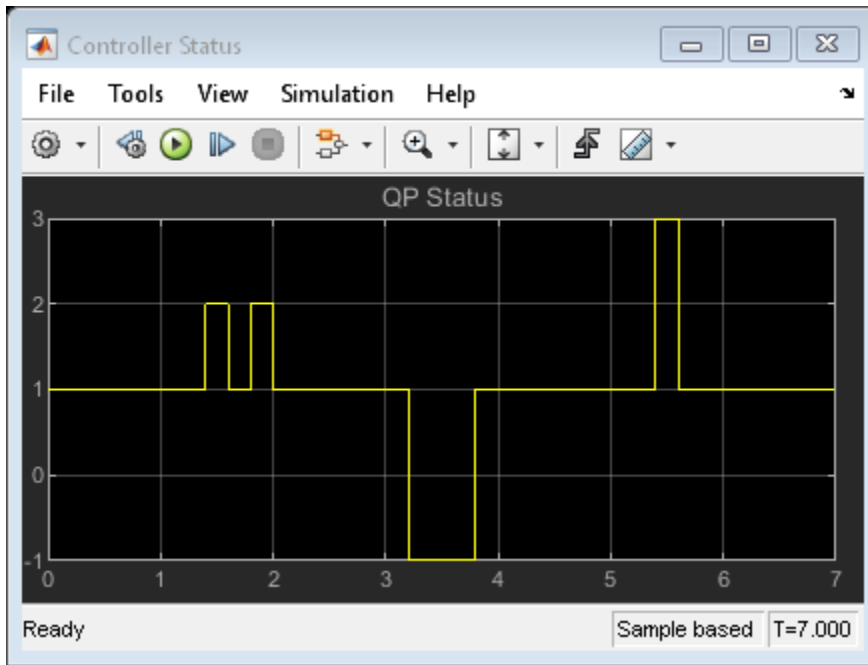 Controller Status
File Tools View Simulation Help
QP Status
3
2
1
0
-1
0 1 2 3 4 5 6 7
Ready Sample based T=7.000